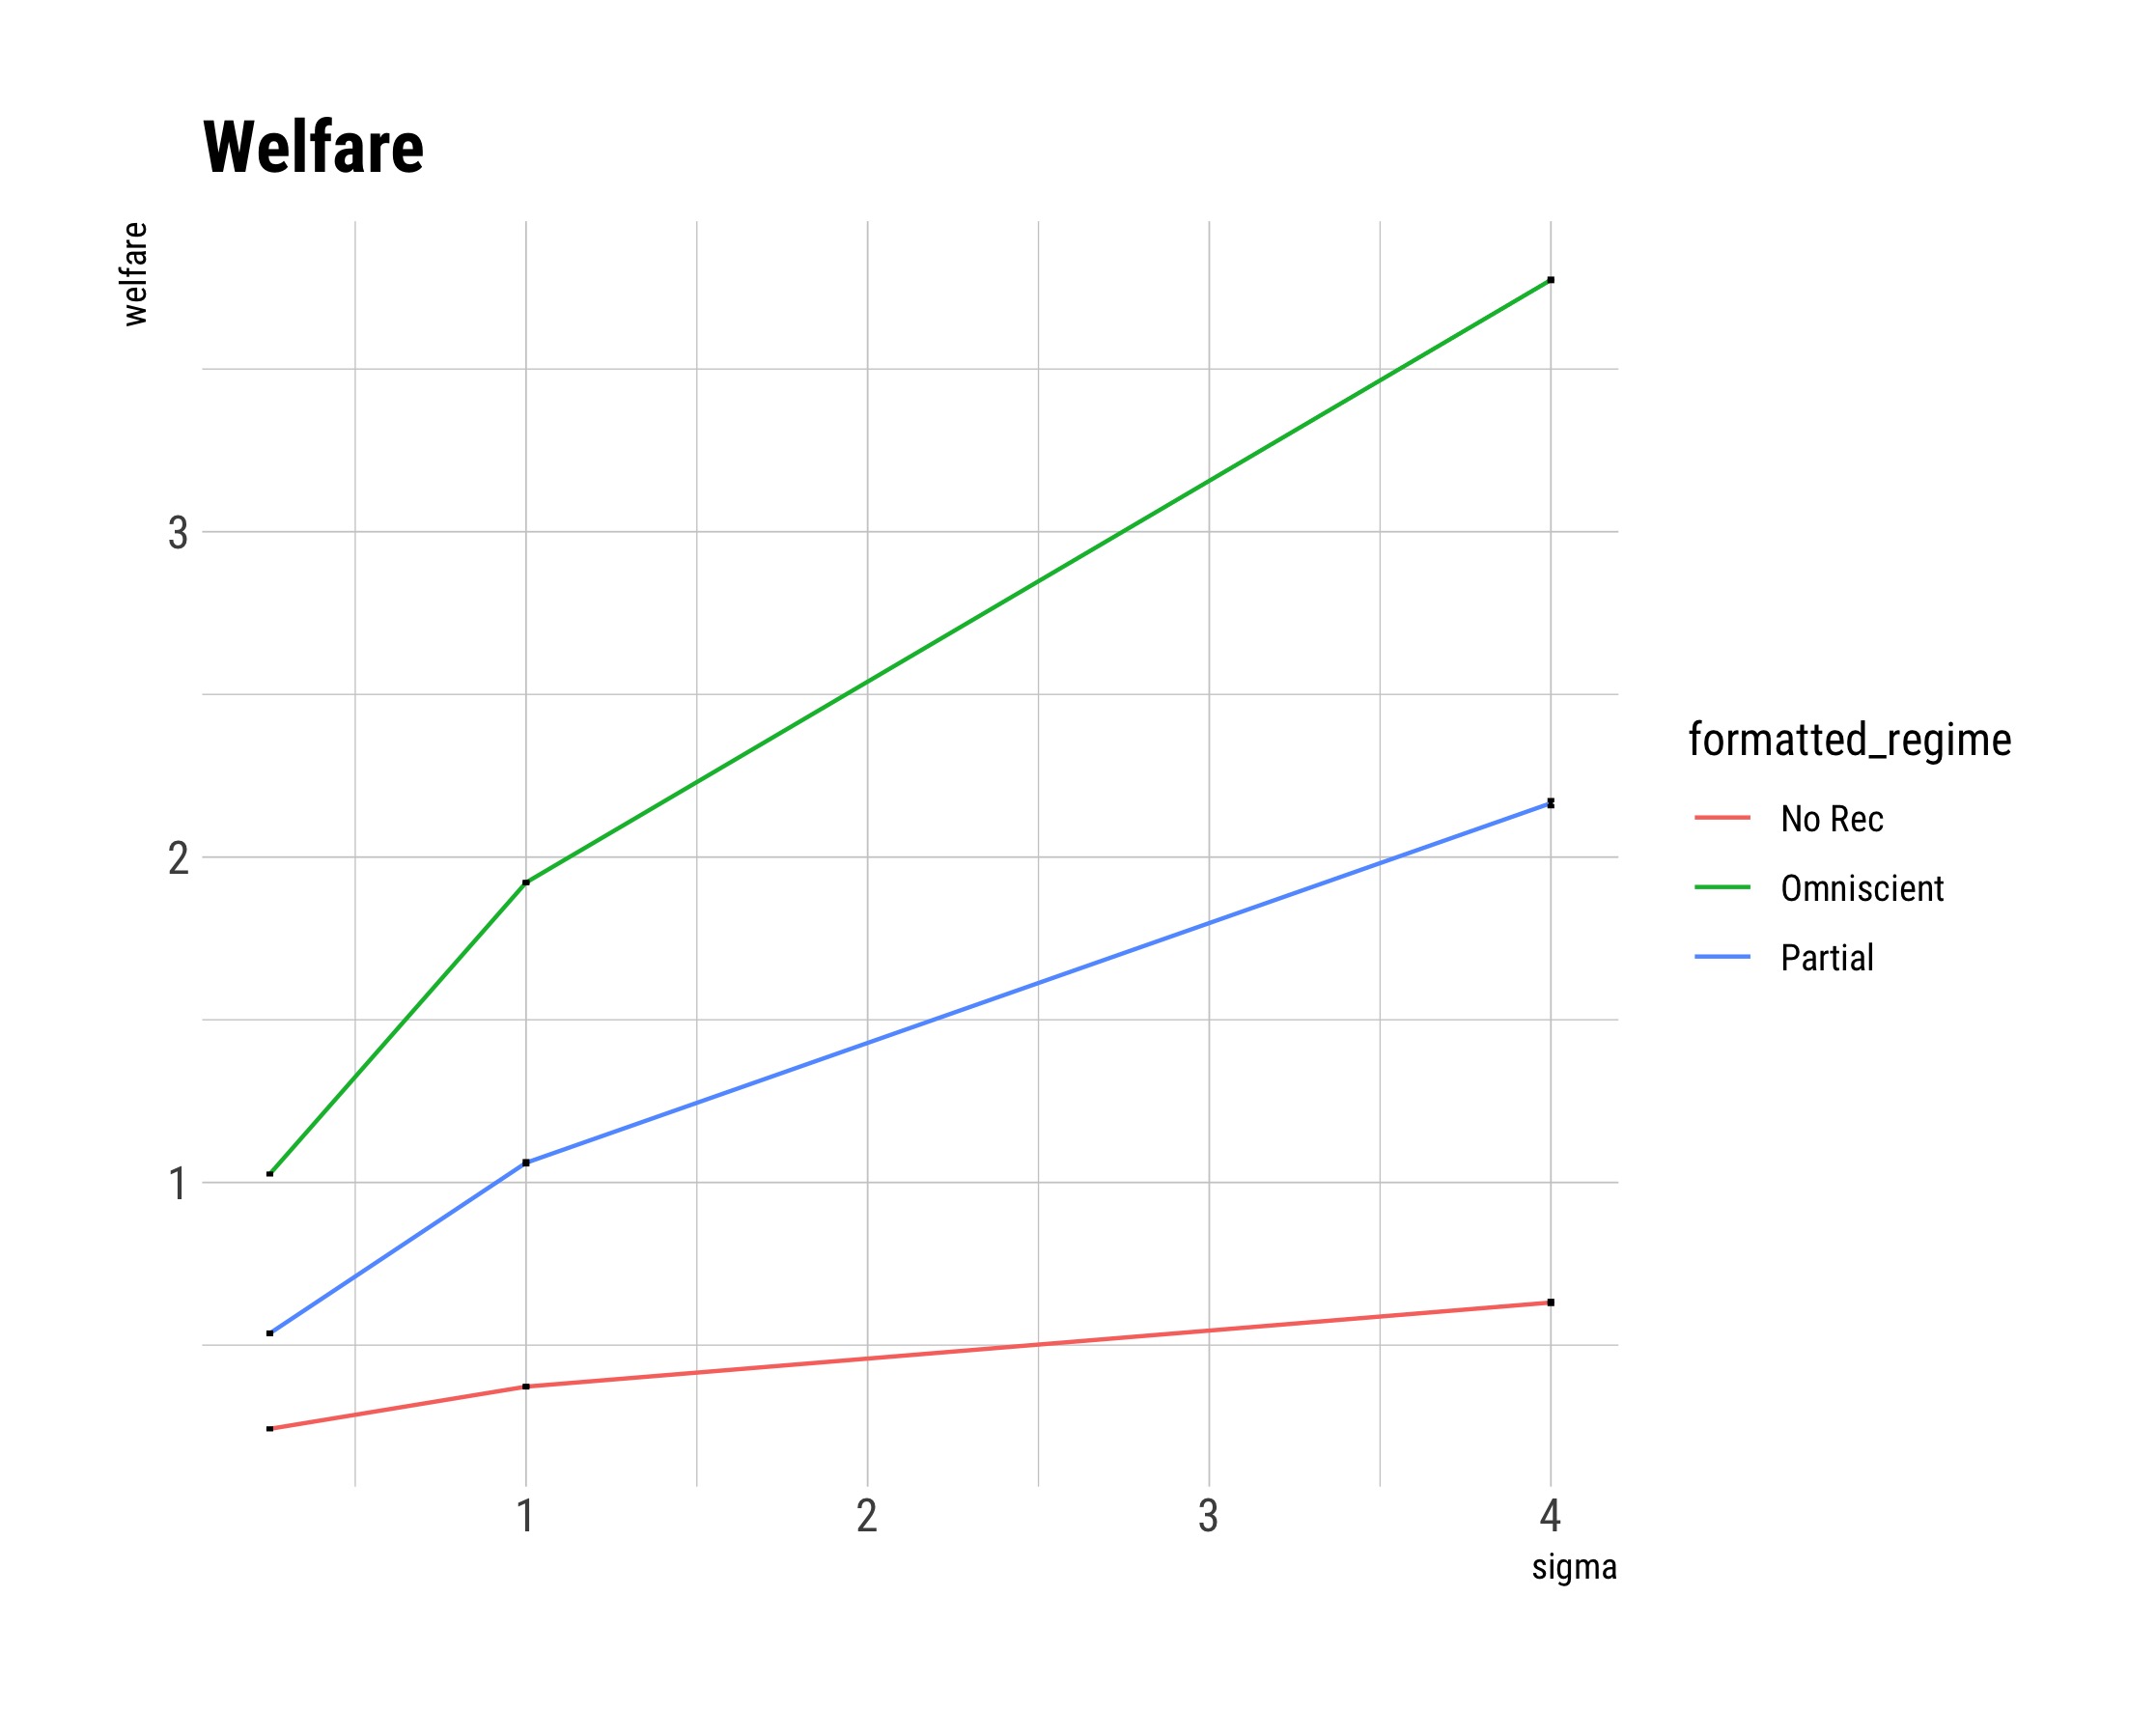 Welfare
welfare
3
2
1
1 2 3 4
sigma
formatted_regime
No Rec
Omniscient
Partial